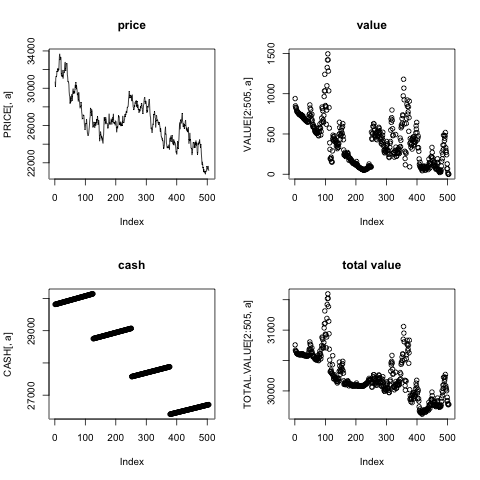 price
PRICE[, a]
22000 26000 30000 34000
0 100 200 300 400 500
Index
value
VALUE[2:505, a]
0 500 1000 1500
0 100 200 300 400 500
Index
cash
CASH[, a]
27000 29000
0 100 200 300 400 500
Index
total value
TOTAL.VALUE[2:505, a]
30000 31000
0 100 200 300 400 500
Index